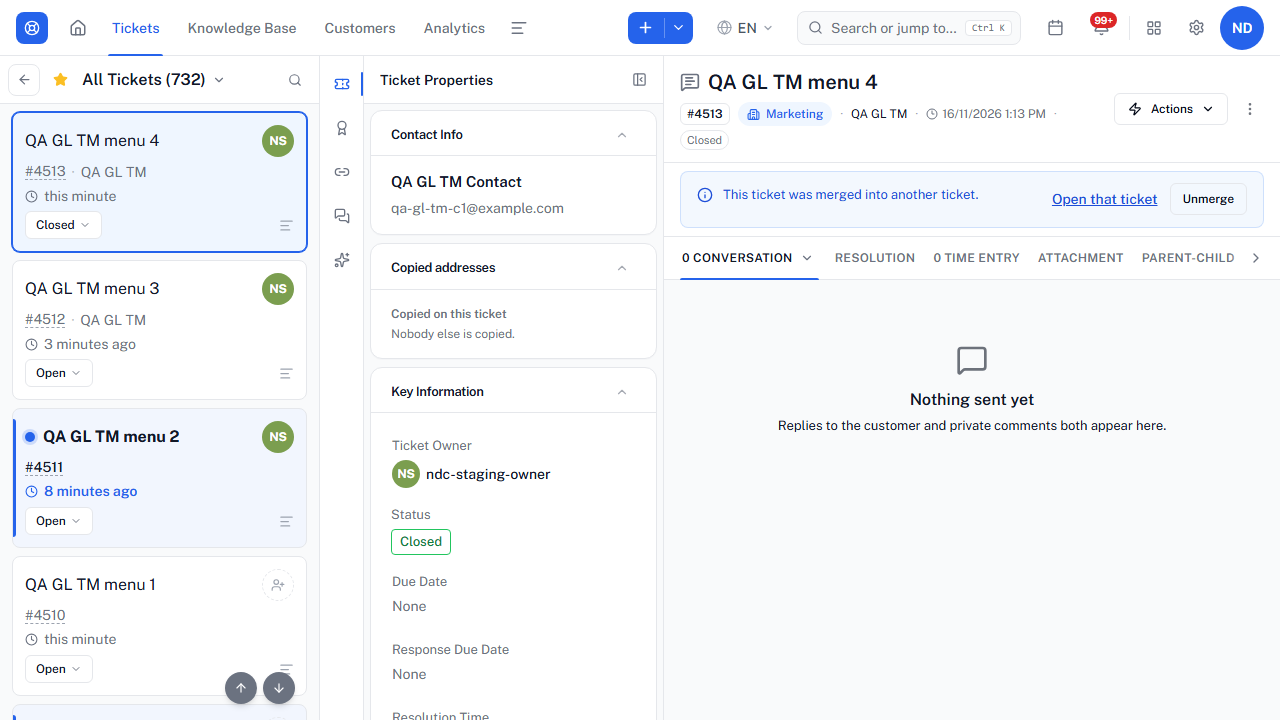 Tickets
Knowledge Base
Customers
Analytics
EN
Search or jump to...
Ctrl K
99+
ND
All Tickets (732)
QA GL TM menu 4
NS
#4513 · QA GL TM
this minute
Closed
QA GL TM menu 3
NS
#4512 · QA GL TM
3 minutes ago
Open
QA GL TM menu 2
NS
#4511
8 minutes ago
Open
QA GL TM menu 1
#4510
this minute
Open
Ticket Properties
Contact Info
QA GL TM Contact
qa-gl-tm-c1@example.com
Copied addresses
Copied on this ticket
Nobody else is copied.
Key Information
Ticket Owner
NS ndc-staging-owner
Status
Closed
Due Date
None
Response Due Date
None
Resolution Time
QA GL TM menu 4
#4513 Marketing · QA GL TM · 16/11/2026 1:13 PM ·
Closed
Actions
This ticket was merged into another ticket.
Open that ticket
Unmerge
0 CONVERSATION
RESOLUTION
0 TIME ENTRY
ATTACHMENT
PARENT-CHILD
Nothing sent yet
Replies to the customer and private comments both appear here.